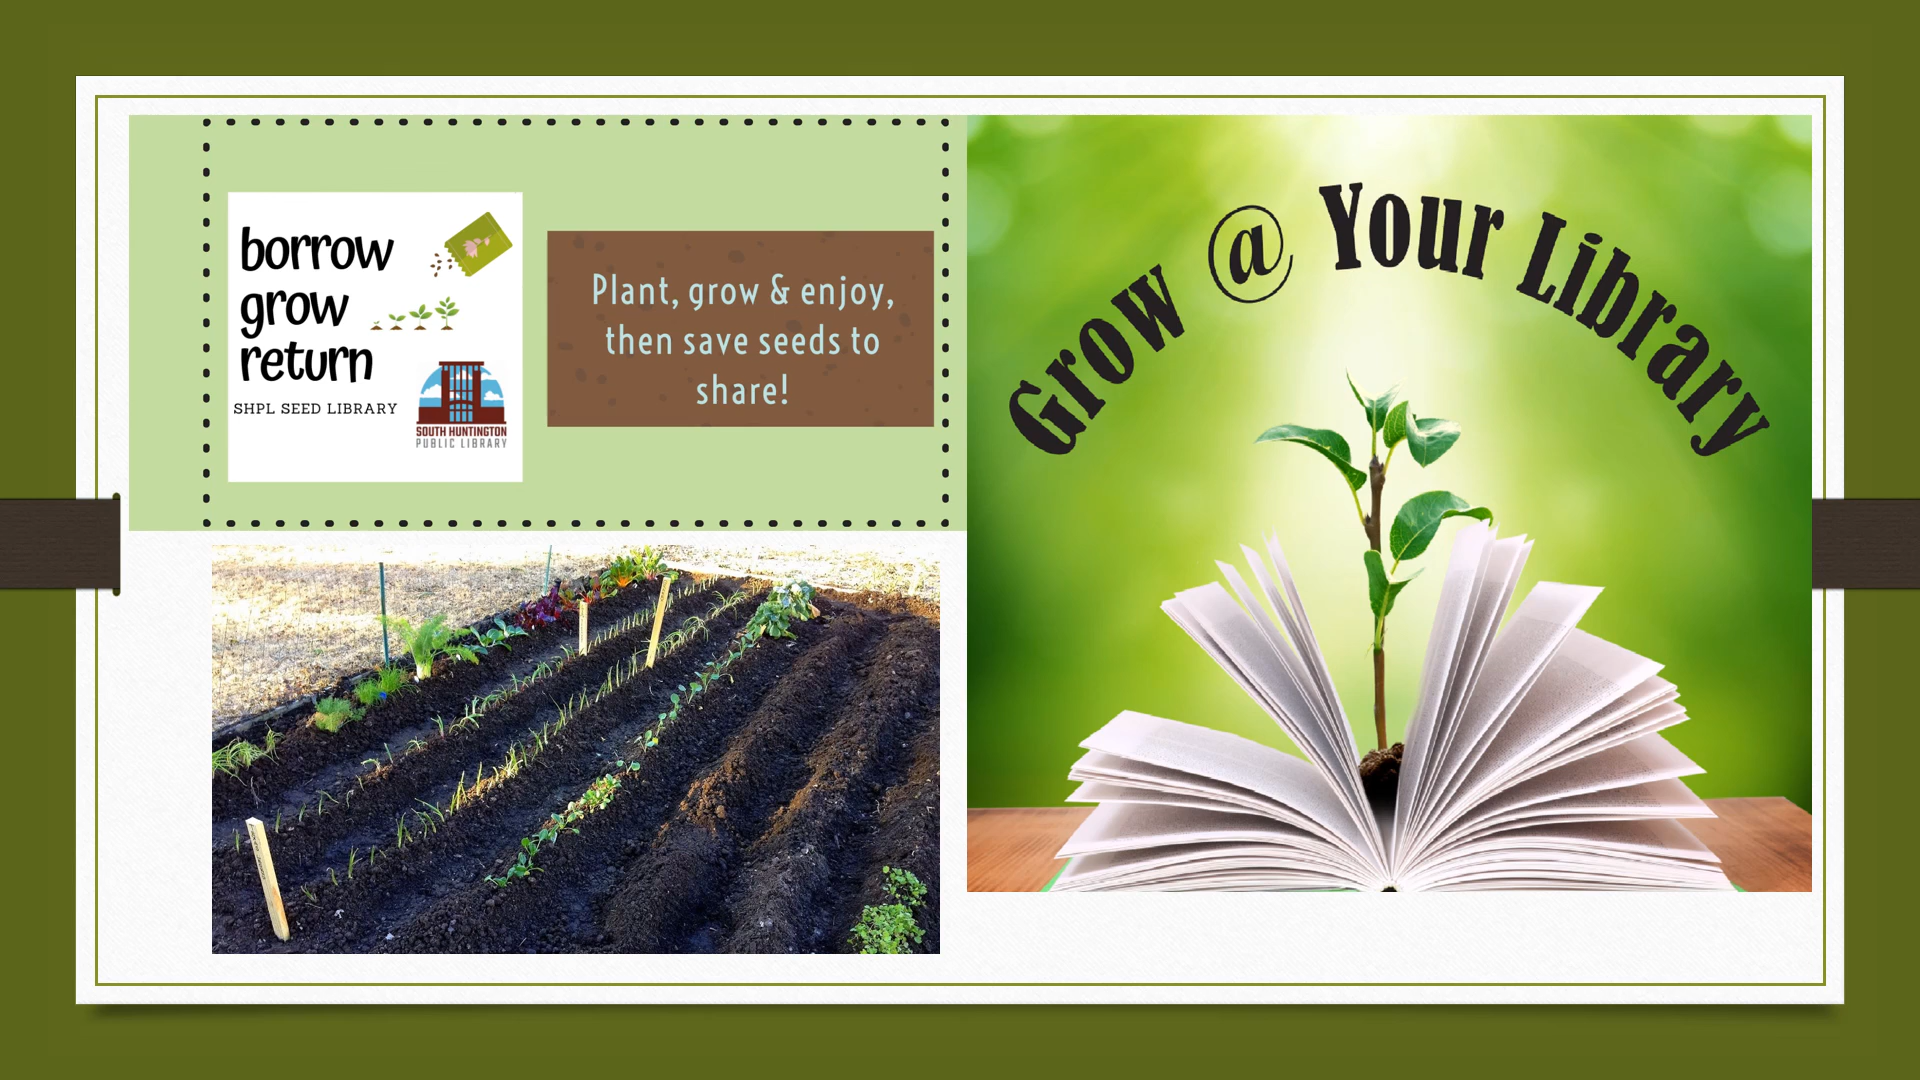 borrow
grow
return
SHPL SEED LIBRARY
SOUTH HUNTINGTON
PUBLIC LIBRARY
Plant, grow & enjoy,
then save seeds to
share!
Grow @ Your Library